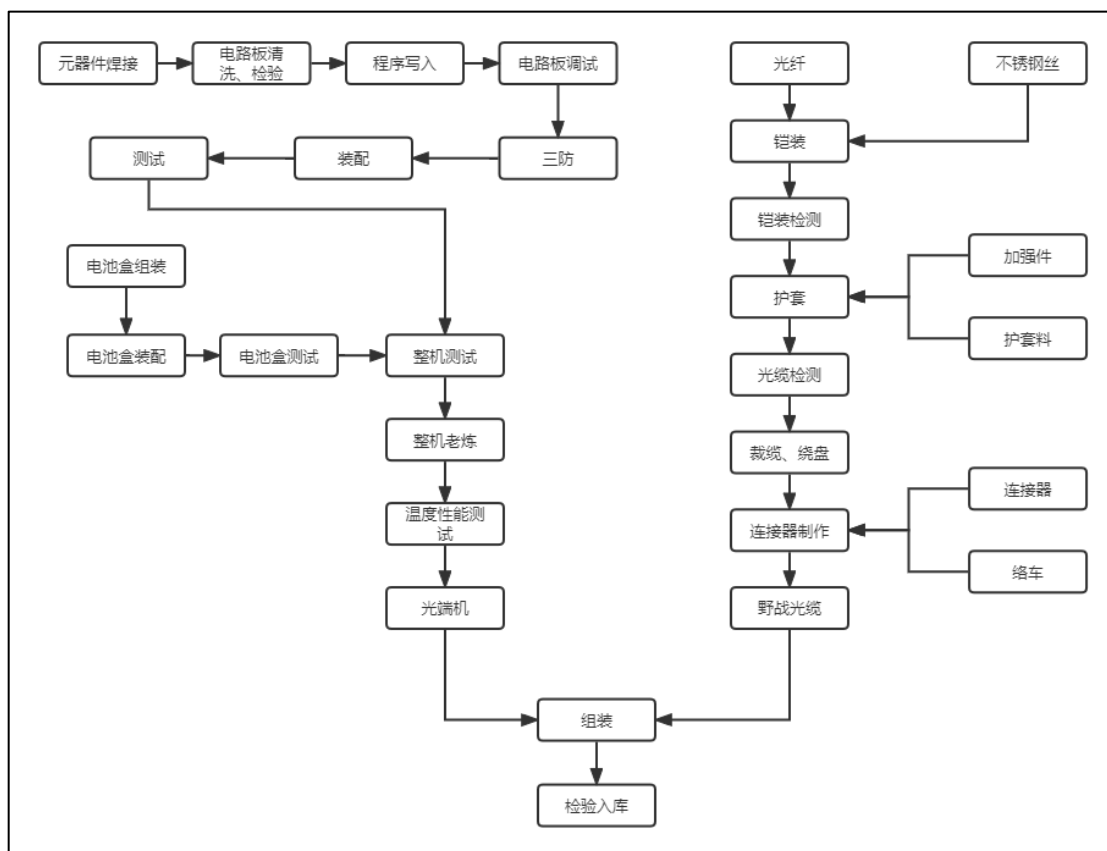 元器件焊接
电路板清
洗、检验
程序写入
电路板调试
光纤
不锈钢丝
测试
装配
三防
铠装
铠装检测
电池盒组装
加强件
护套
电池盒装配
电池盒测试
整机测试
护套料
光缆检测
整机老炼
裁缆、绕盘
连接器
温度性能测
试
连接器制作
络车
光端机
野战光缆
组装
检验入库